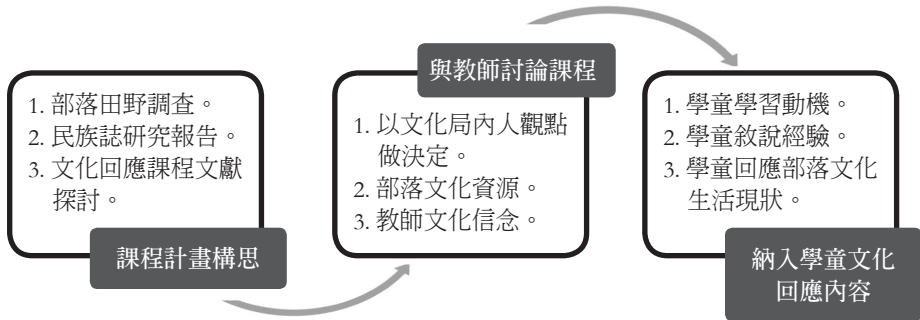 1. 部落田野調查。
2. 民族誌研究報告。
3. 文化回應課程文獻
探討。
課程計畫構思
與教師討論課程
1. 以文化局內人觀點
做決定。
2. 部落文化資源。
3. 教師文化信念。
1. 學童學習動機。
2. 學童敘說經驗。
3. 學童回應部落文化
生活現狀。
納入學童文化
回應內容